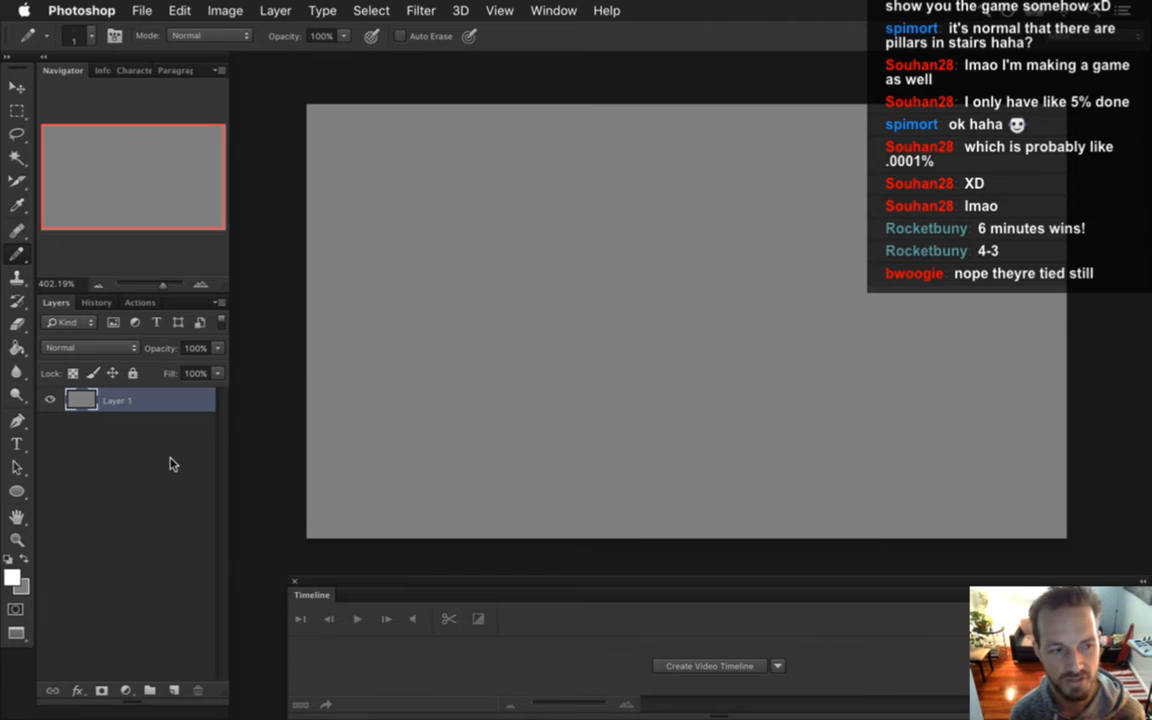 Photoshop File Edit Image Layer Type Select Filter 3D View Window Help
show you the game somehow xD
spimort: it's normal that there are
pillars in stairs haha?
Souhan28: lmao I'm making a game
as well
Souhan28: I only have like 5% done
spimort: ok haha
Souhan28: which is probably like
.0001%
Souhan28: XD
Souhan28: lmao
Rocketbuny: 6 minutes wins!
Rocketbuny: 4-3
bwoogie: nope theyre tied still
1 Mode: Normal Opacity: 100% Auto Erase
Navigator Info Characte Paragra
402.19%
Layers History Actions
Kind
Normal Opacity: 100%
Lock: Fill: 100%
Layer 1
T
Timeline
Create Video Timeline
fx